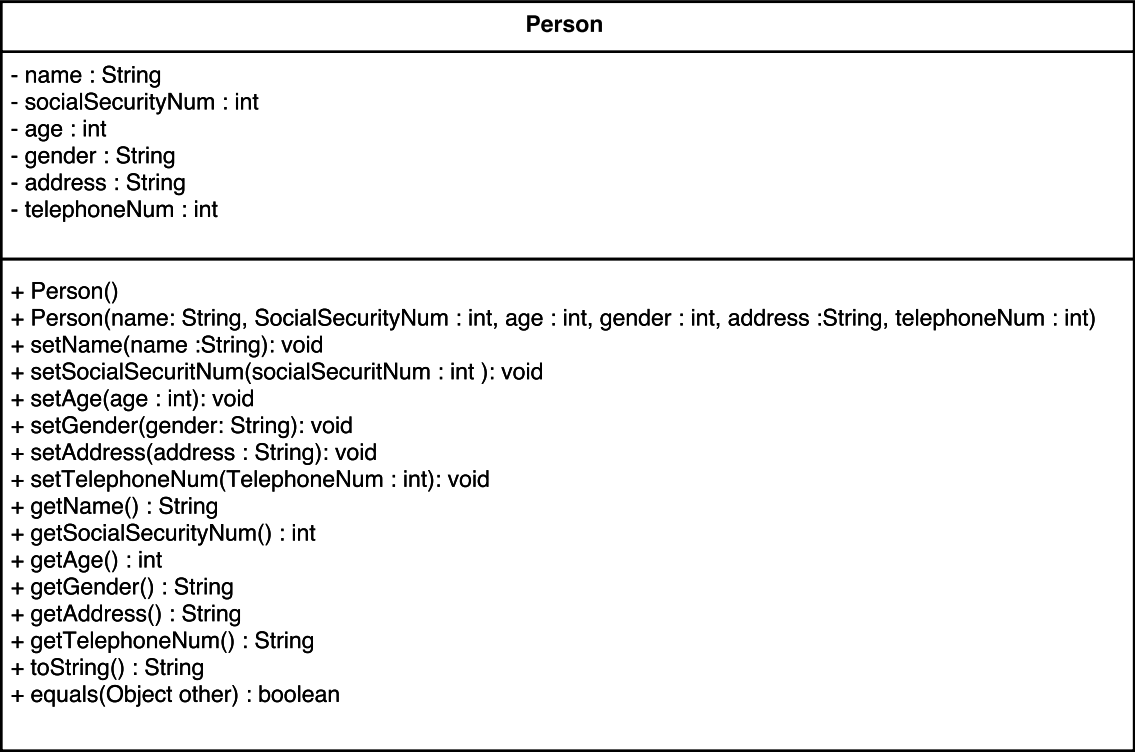 Person
- name : String
- socialSecurityNum : int
- age : int
- gender : String
- address : String
- telephoneNum : int
+ Person()
+ Person(name: String, SocialSecurityNum : int, age : int, gender : int, address :String, telephoneNum : int)
+ setName(name :String): void
+ setSocialSecuritNum(socialSecuritNum : int ): void
+ setAge(age : int): void
+ setGender(gender: String): void
+ setAddress(address : String): void
+ setTelephoneNum(TelephoneNum : int): void
+ getName() : String
+ getSocialSecurityNum() : int
+ getAge() : int
+ getGender() : String
+ getAddress() : String
+ getTelephoneNum() : String
+ toString() : String
+ equals(Object other) : boolean